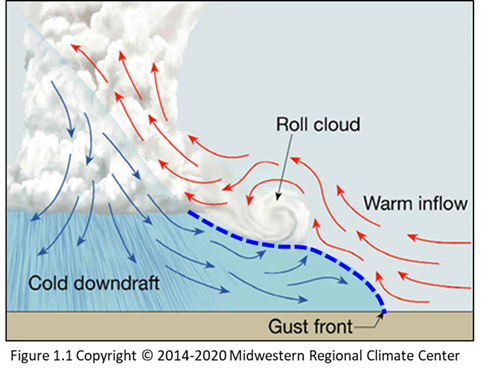 Roll cloud
Warm inflow
Cold downdraft
Gust front
Figure 1.1 Copyright © 2014-2020 Midwestern Regional Climate Center